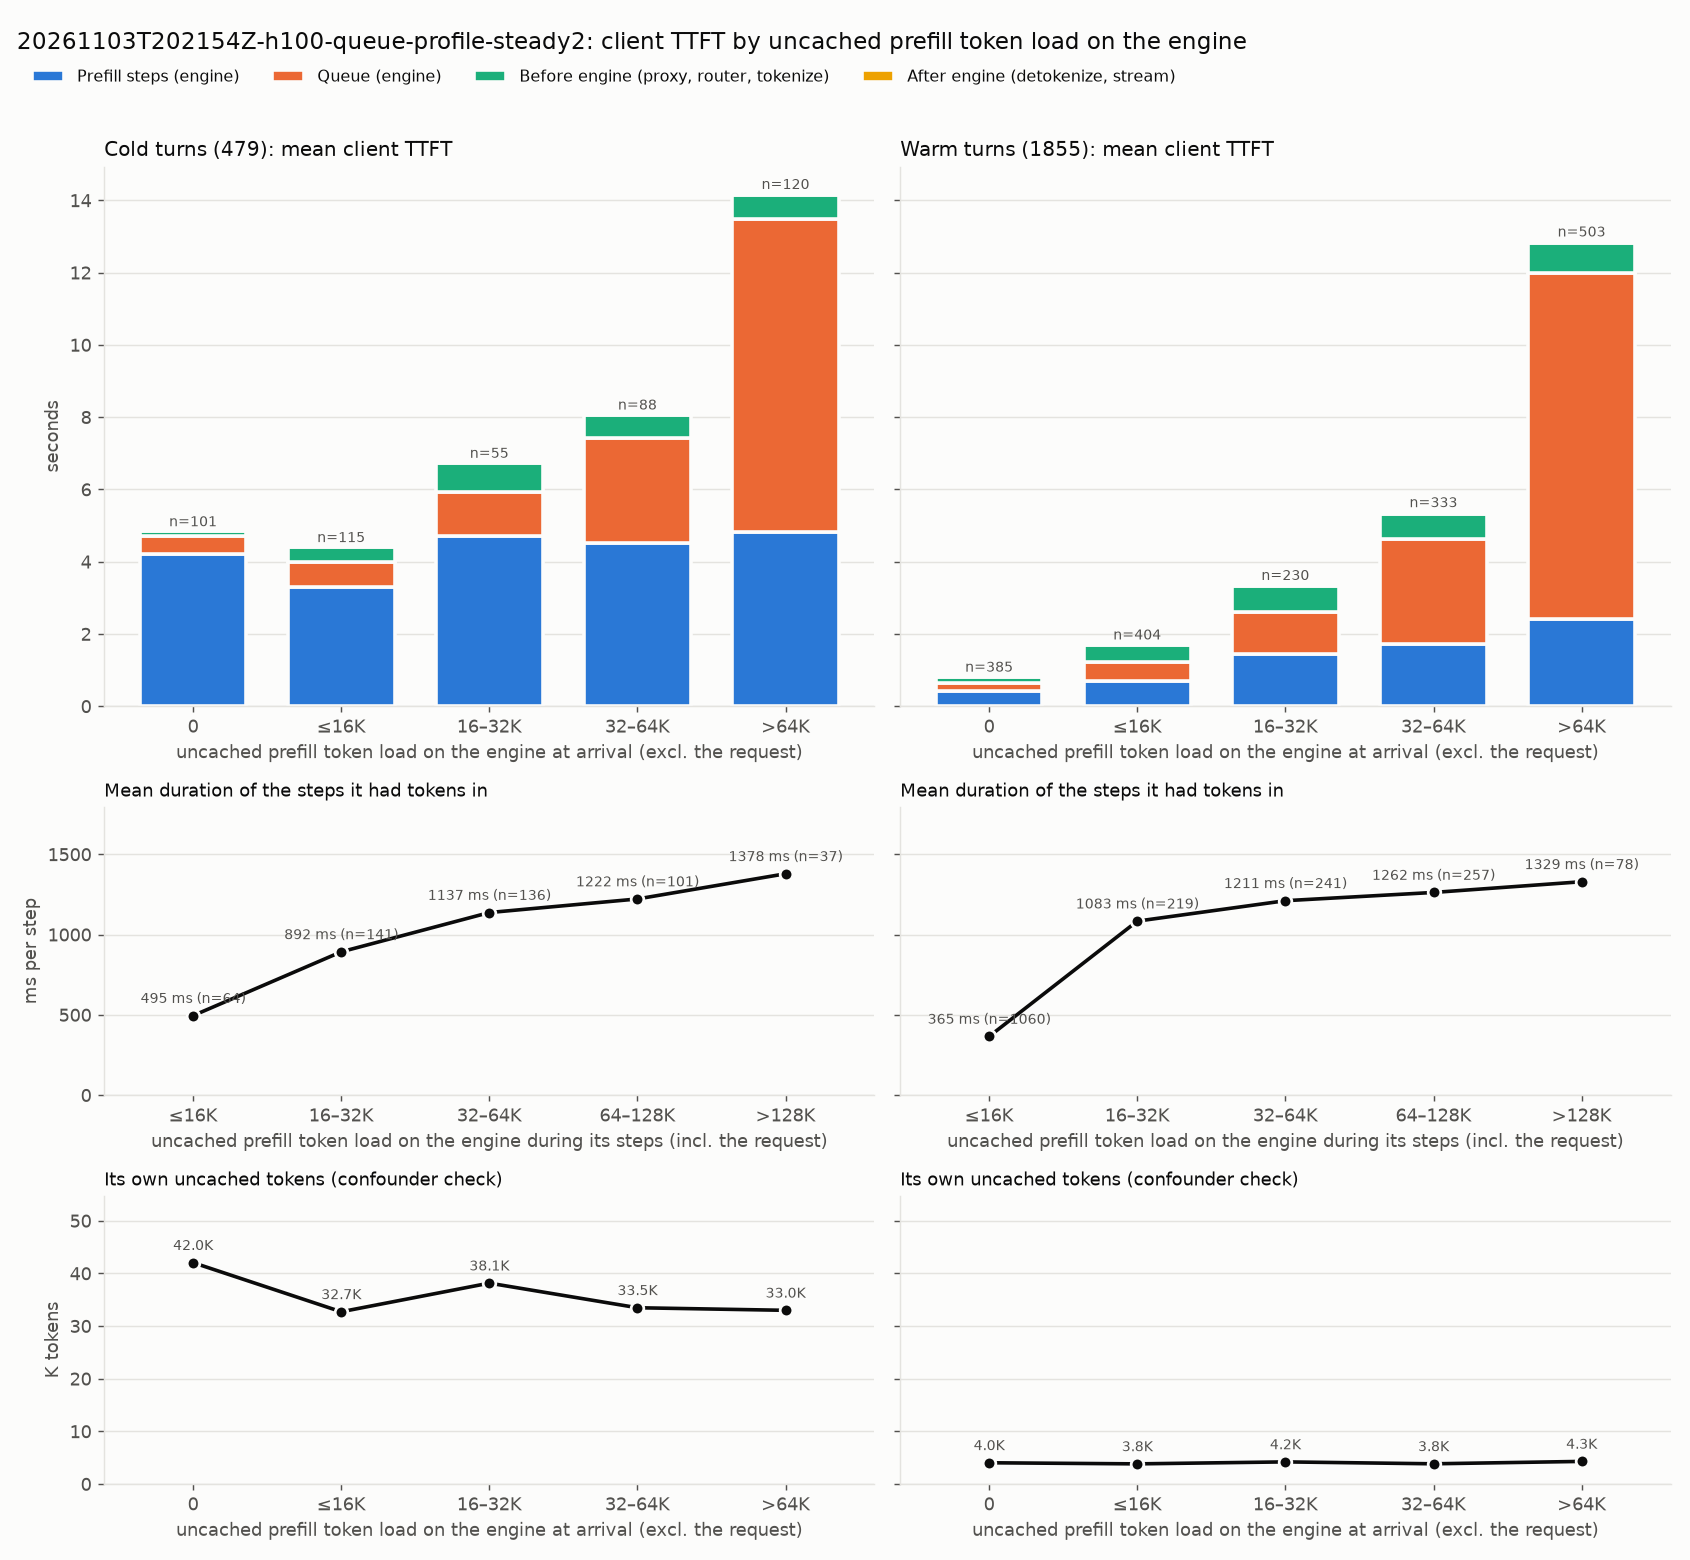 20261103T202154Z-h100-queue-profile-steady2: client TTFT by uncached prefill token load on the engine
Prefill steps (engine) Queue (engine) Before engine (proxy, router, tokenize) After engine (detokenize, stream)
Cold turns (479): mean client TTFT
seconds
14
12
10
8
6
4
2
0
n=101
n=115
n=55
n=88
n=120
0 ≤16K 16–32K 32–64K >64K
uncached prefill token load on the engine at arrival (excl. the request)
Warm turns (1855): mean client TTFT
n=385
n=404
n=230
n=333
n=503
0 ≤16K 16–32K 32–64K >64K
uncached prefill token load on the engine at arrival (excl. the request)
Mean duration of the steps it had tokens in
ms per step
1500
1000
500
0
495 ms (n=64)
892 ms (n=141)
1137 ms (n=136)
1222 ms (n=101)
1378 ms (n=37)
≤16K 16–32K 32–64K 64–128K >128K
uncached prefill token load on the engine during its steps (incl. the request)
Mean duration of the steps it had tokens in
365 ms (n=1060)
1083 ms (n=219)
1211 ms (n=241)
1262 ms (n=257)
1329 ms (n=78)
≤16K 16–32K 32–64K 64–128K >128K
uncached prefill token load on the engine during its steps (incl. the request)
Its own uncached tokens (confounder check)
K tokens
50
40
30
20
10
0
42.0K
32.7K
38.1K
33.5K
33.0K
0 ≤16K 16–32K 32–64K >64K
uncached prefill token load on the engine at arrival (excl. the request)
Its own uncached tokens (confounder check)
4.0K
3.8K
4.2K
3.8K
4.3K
0 ≤16K 16–32K 32–64K >64K
uncached prefill token load on the engine at arrival (excl. the request)